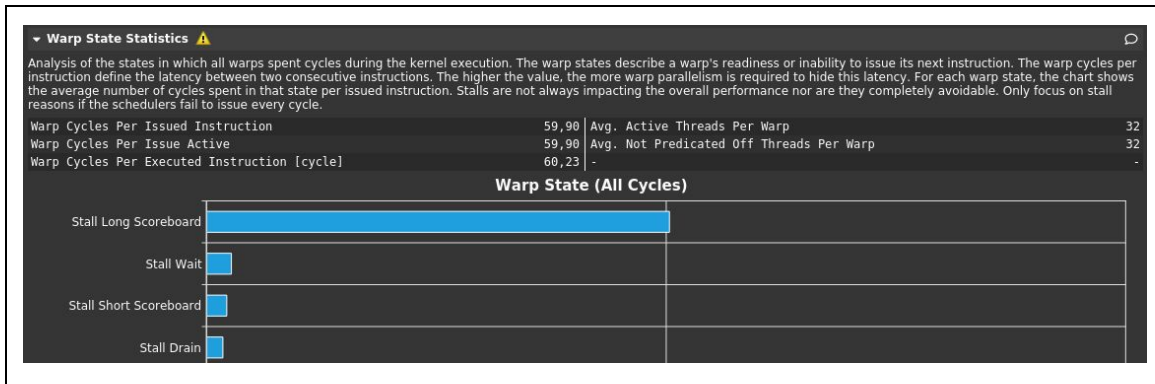 Warp State Statistics
Analysis of the states in which all warps spent cycles during the kernel execution. The warp states describe a warp's readiness or inability to issue its next instruction. The warp cycles per
instruction define the latency between two consecutive instructions. The higher the value, the more warp parallelism is required to hide this latency. For each warp state, the chart shows
the average number of cycles spent in that state per issued instruction. Stalls are not always impacting the overall performance nor are they completely avoidable. Only focus on stall
reasons if the schedulers fail to issue every cycle.
Warp Cycles Per Issued Instruction 59,90 Avg. Active Threads Per Warp 32
Warp Cycles Per Issue Active 59,90 Avg. Not Predicated Off Threads Per Warp 32
Warp Cycles Per Executed Instruction [cycle] 60,23 - -
Warp State (All Cycles)
Stall Long Scoreboard
Stall Wait
Stall Short Scoreboard
Stall Drain